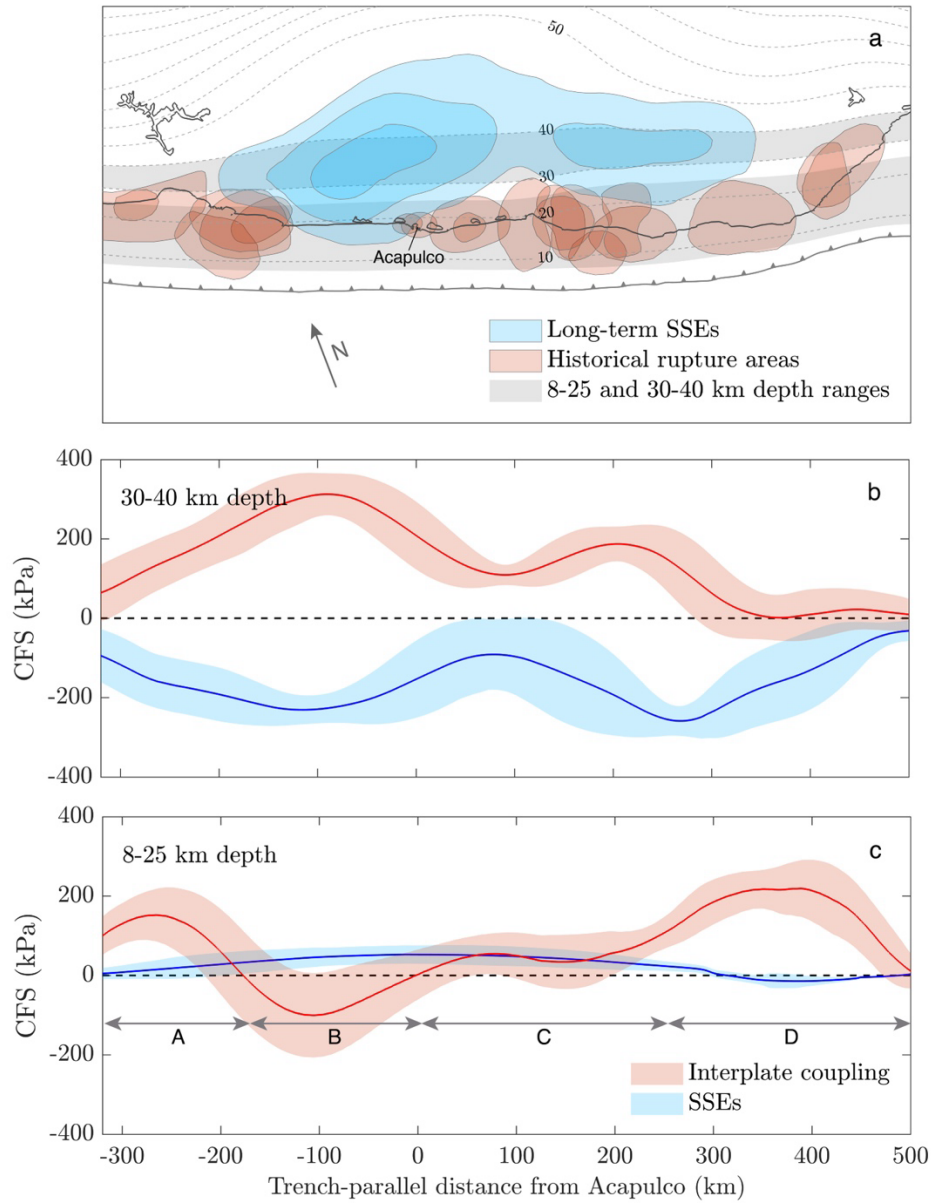 a
50
40
30
20
10
Acapulco
N
Long-term SSEs
Historical rupture areas
8-25 and 30-40 km depth ranges
b
30-40 km depth
CFS (kPa)
400
200
0
-200
-400
c
8-25 km depth
CFS (kPa)
400
200
0
-200
-400
A B C D
Interplate coupling
SSEs
-300 -200 -100 0 100 200 300 400 500
Trench-parallel distance from Acapulco (km)